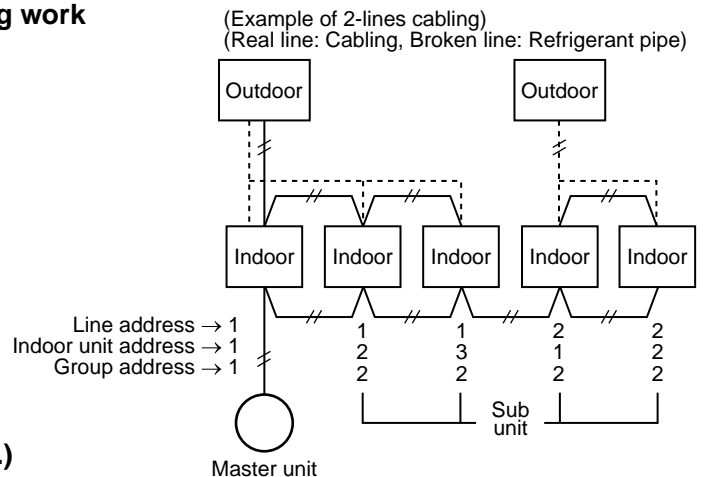 g work
(Example of 2-lines cabling)
(Real line: Cabling, Broken line: Refrigerant pipe)
Outdoor Outdoor
Indoor Indoor Indoor Indoor Indoor
Line address → 1 1 1 2 2
Indoor unit address → 1 2 3 1 2
Group address → 1 2 2 2 2
Sub
unit
.)
Master unit